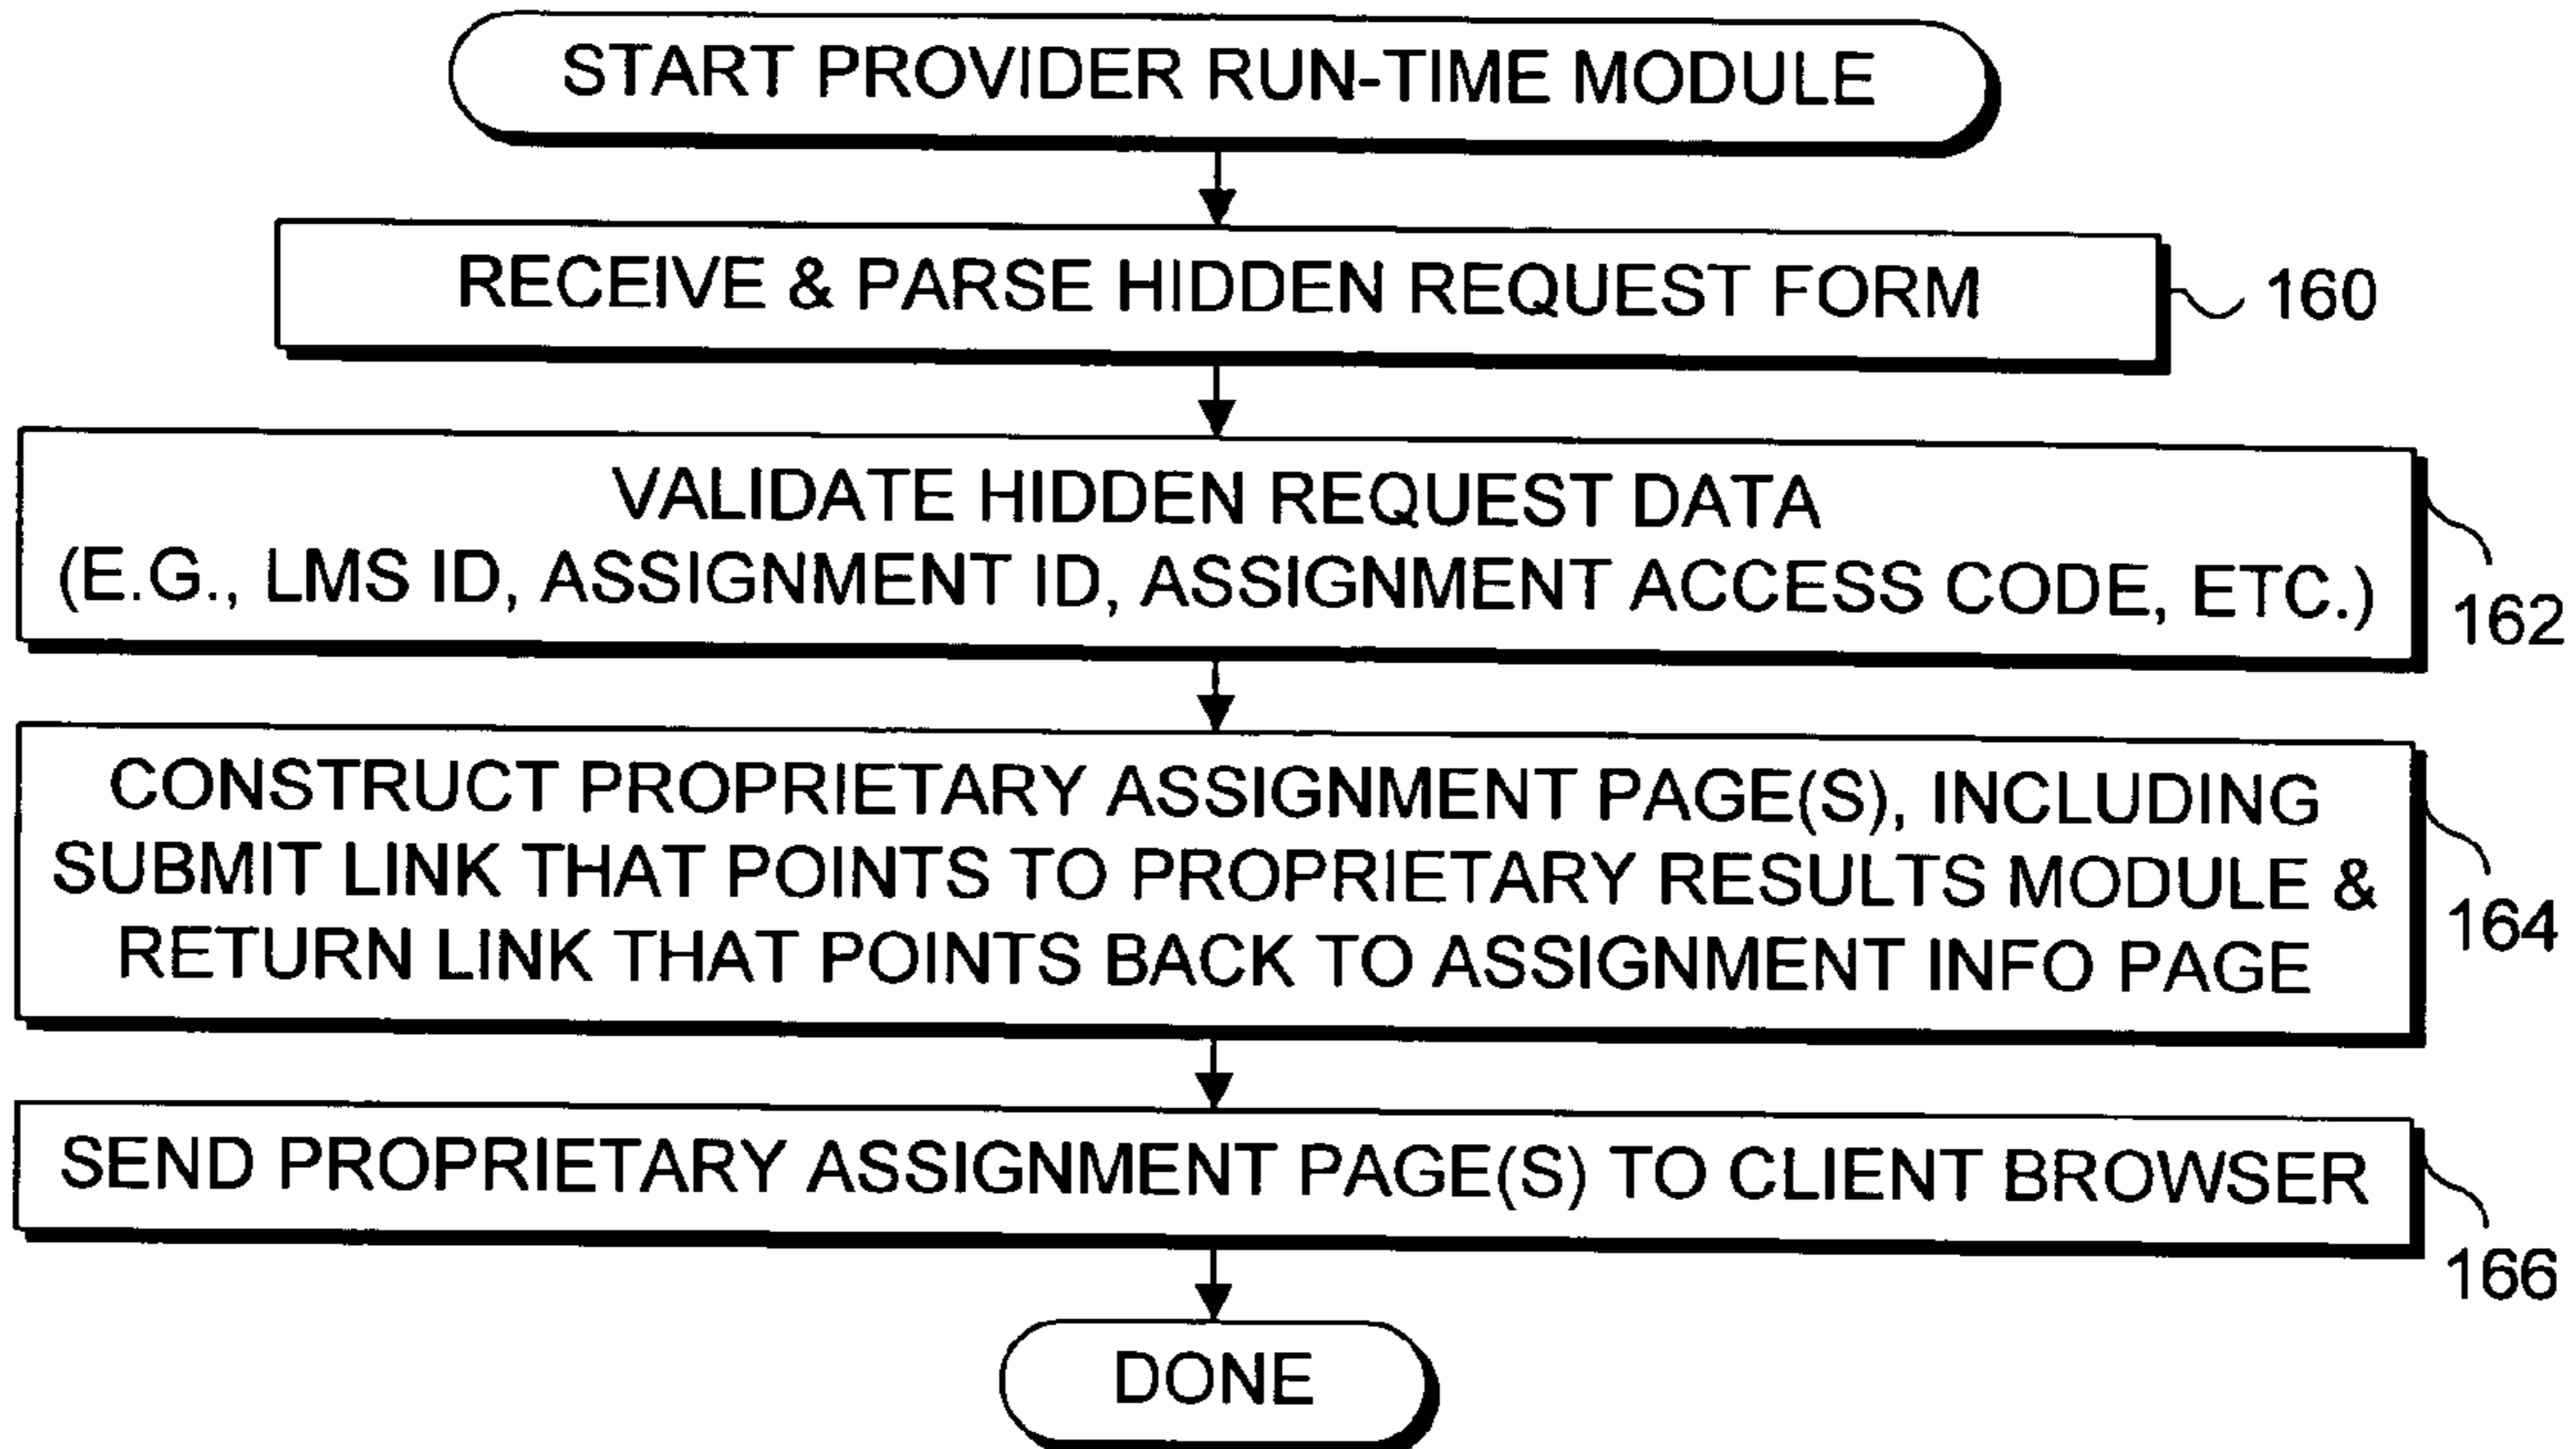 START PROVIDER RUN-TIME MODULE
RECEIVE & PARSE HIDDEN REQUEST FORM
160
VALIDATE HIDDEN REQUEST DATA
(E.G., LMS ID, ASSIGNMENT ID, ASSIGNMENT ACCESS CODE, ETC.)
162
CONSTRUCT PROPRIETARY ASSIGNMENT PAGE(S), INCLUDING
SUBMIT LINK THAT POINTS TO PROPRIETARY RESULTS MODULE &
RETURN LINK THAT POINTS BACK TO ASSIGNMENT INFO PAGE
164
SEND PROPRIETARY ASSIGNMENT PAGE(S) TO CLIENT BROWSER
166
DONE